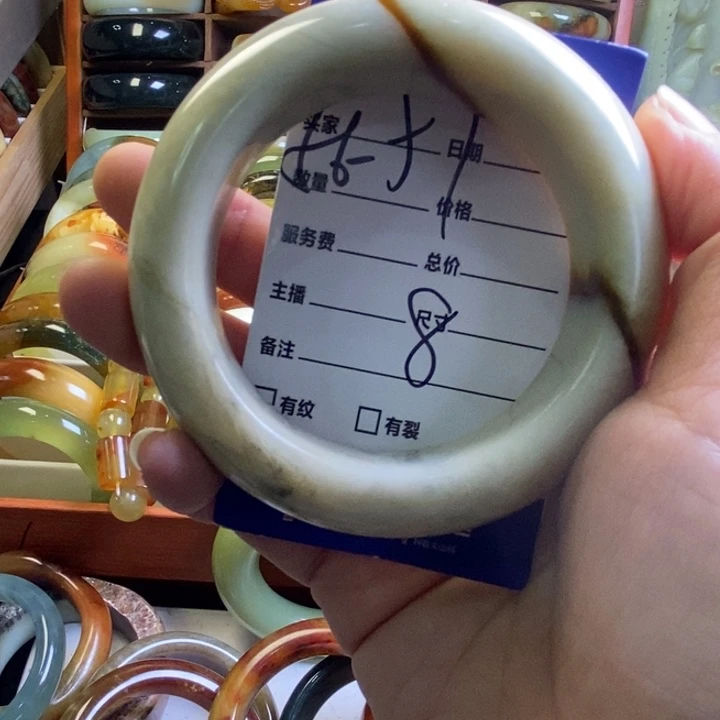 买家 日期
数量 价格
服务费 总价
主播 尺寸
8
备注
有纹 有裂